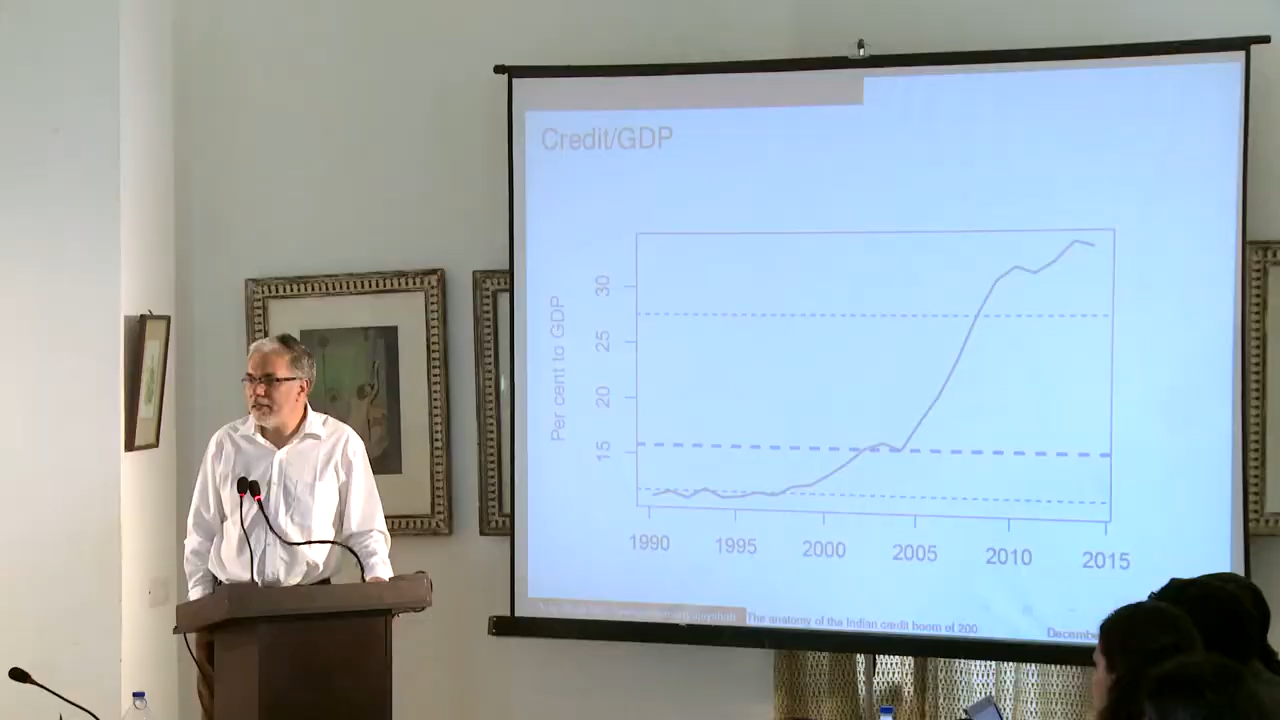 Credit/GDP
Per cent to GDP
30
25
20
15
1990 1995 2000 2005 2010 2015
The anatomy of the Indian credit boom of 200